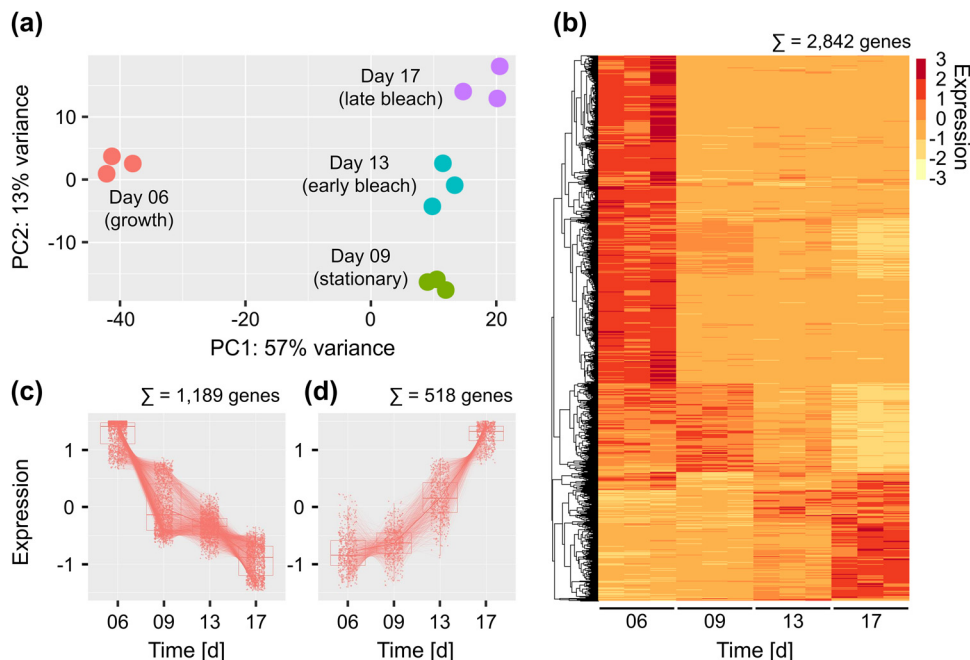 (a)
PC2: 13% variance
10
0
-10
Day 17
(late bleach)
Day 13
(early bleach)
Day 06
(growth)
Day 09
(stationary)
-40
-20
0
20
PC1: 57% variance
(b)
∑ = 2,842 genes
3
2
1
0
-1
-2
-3
Expression
06
09
13
17
Time [d]
(c)
∑ = 1,189 genes
Expression
1
0
-1
06
09
13
17
Time [d]
(d)
∑ = 518 genes
1
0
-1
06
09
13
17
Time [d]